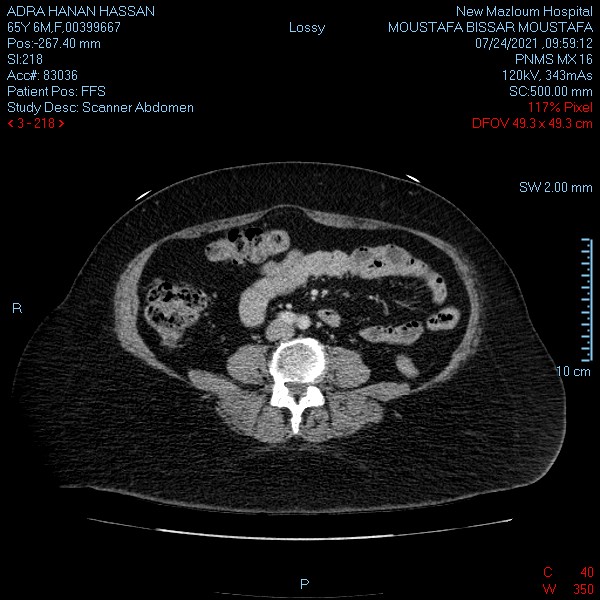 ADRA HANAN HASSAN
65Y 6M,F,00399667
Pos:-267.40 mm
SI:218
Acc#: 83036
Patient Pos: FFS
Study Desc: Scanner Abdomen
< 3 - 218 >
Lossy
New Mazloum Hospital
MOUSTAFA BISSAR MOUSTAFA
07/24/2021 ,09:59:12
PNMS MX 16
120kV, 343mAs
SC:500.00 mm
117% Pixel
DFOV 49.3 x 49.3 cm
SW 2.00 mm
R
10 cm
P
C 40
W 350